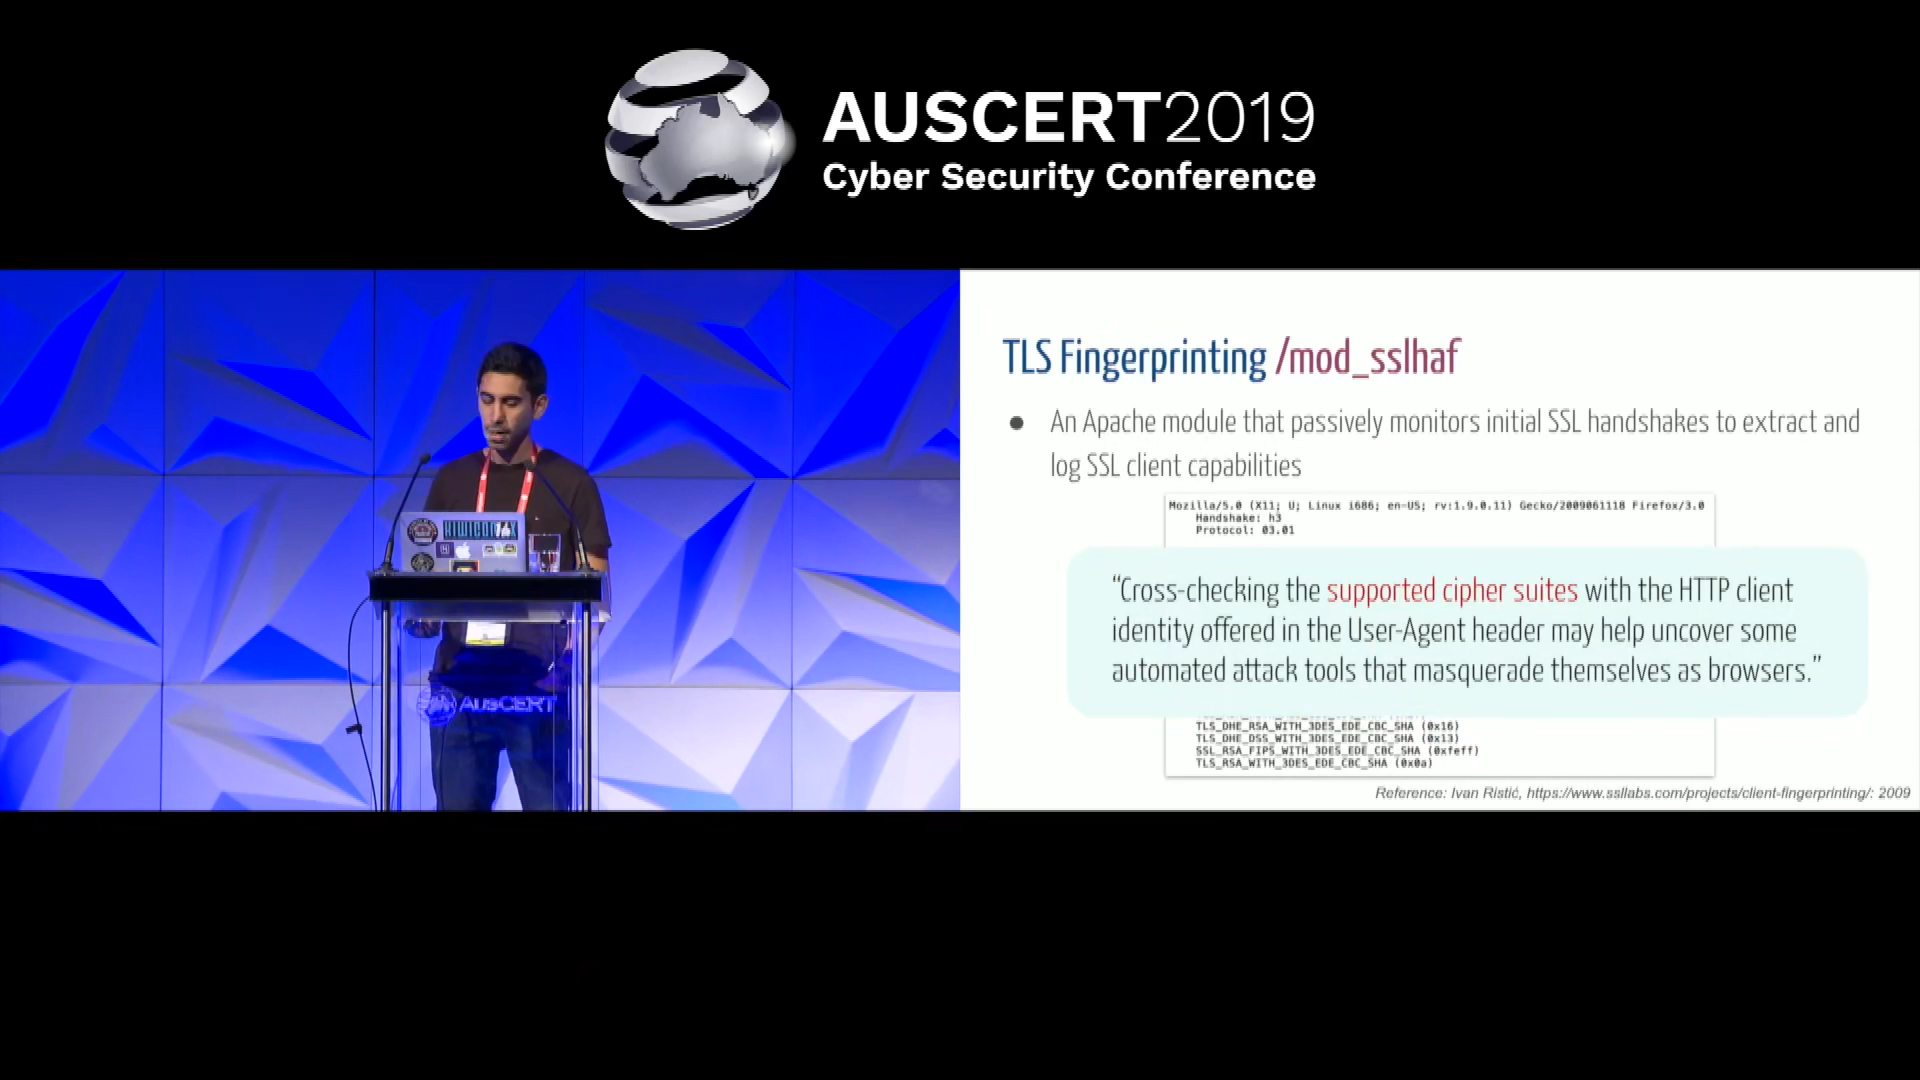 AUSCERT2019
Cyber Security Conference
TLS Fingerprinting /mod_sslhaf
● An Apache module that passively monitors initial SSL handshakes to extract and
log SSL client capabilities
Mozilla/5.0 (X11; U; Linux i686; en-US; rv:1.9.0.11) Gecko/2009061118 Firefox/3.0
Handshake: h3
Protocol: 03.01
“Cross-checking the supported cipher suites with the HTTP client
identity offered in the User-Agent header may help uncover some
automated attack tools that masquerade themselves as browsers.”
TLS_DHE_RSA_WITH_3DES_EDE_CBC_SHA (0x16)
TLS_DHE_DSS_WITH_3DES_EDE_CBC_SHA (0x13)
SSL_RSA_FIPS_WITH_3DES_EDE_CBC_SHA (0xfeff)
TLS_RSA_WITH_3DES_EDE_CBC_SHA (0x0a)
Reference: Ivan Ristić, https://www.ssllabs.com/projects/client-fingerprinting/: 2009
AUSCERT